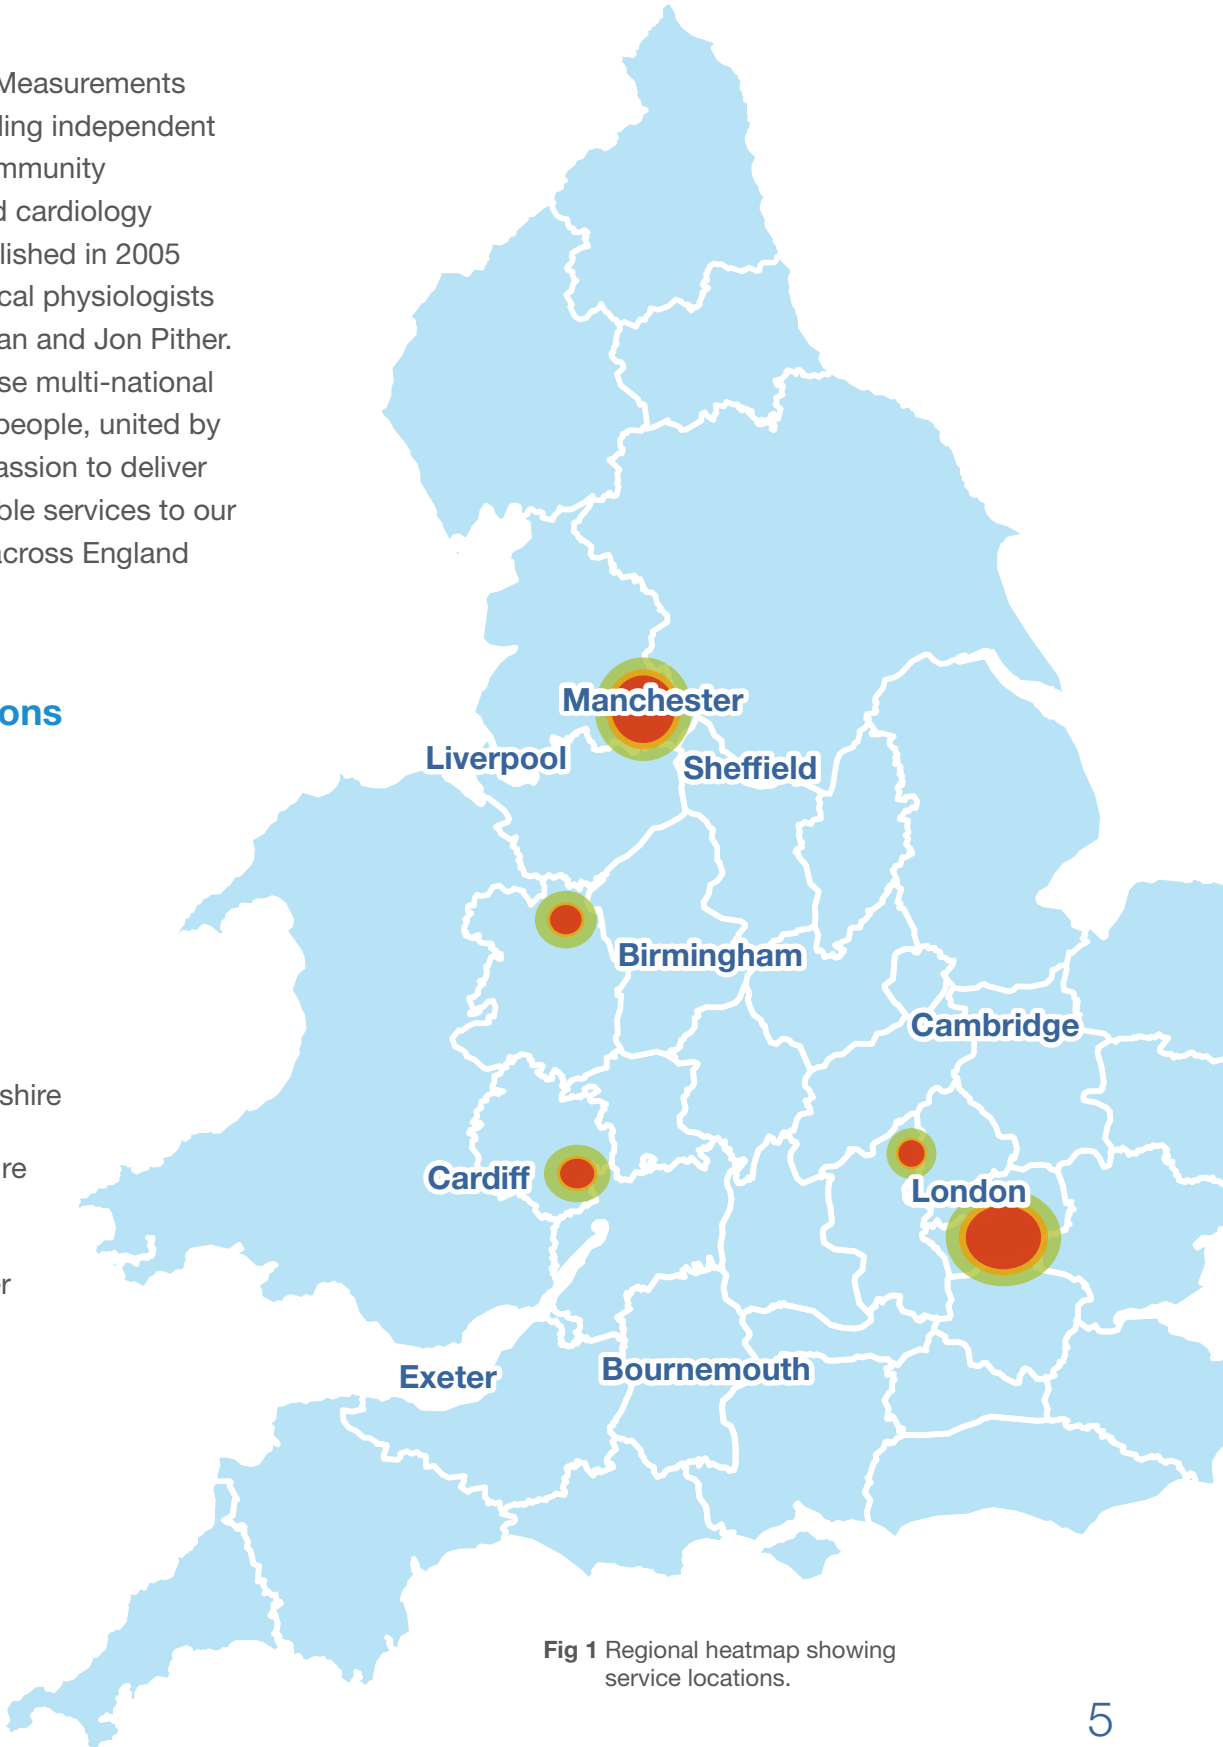 Measurements
ling independent
mmunity
d cardiology
lished in 2005
cal physiologists
an and Jon Pither.
se multi-national
people, united by
assion to deliver
ble services to our
across England
ons
shire
re
er
Manchester
Liverpool
Sheffield
Birmingham
Cambridge
Cardiff
London
Exeter
Bournemouth
Fig 1 Regional heatmap showing
service locations.
5